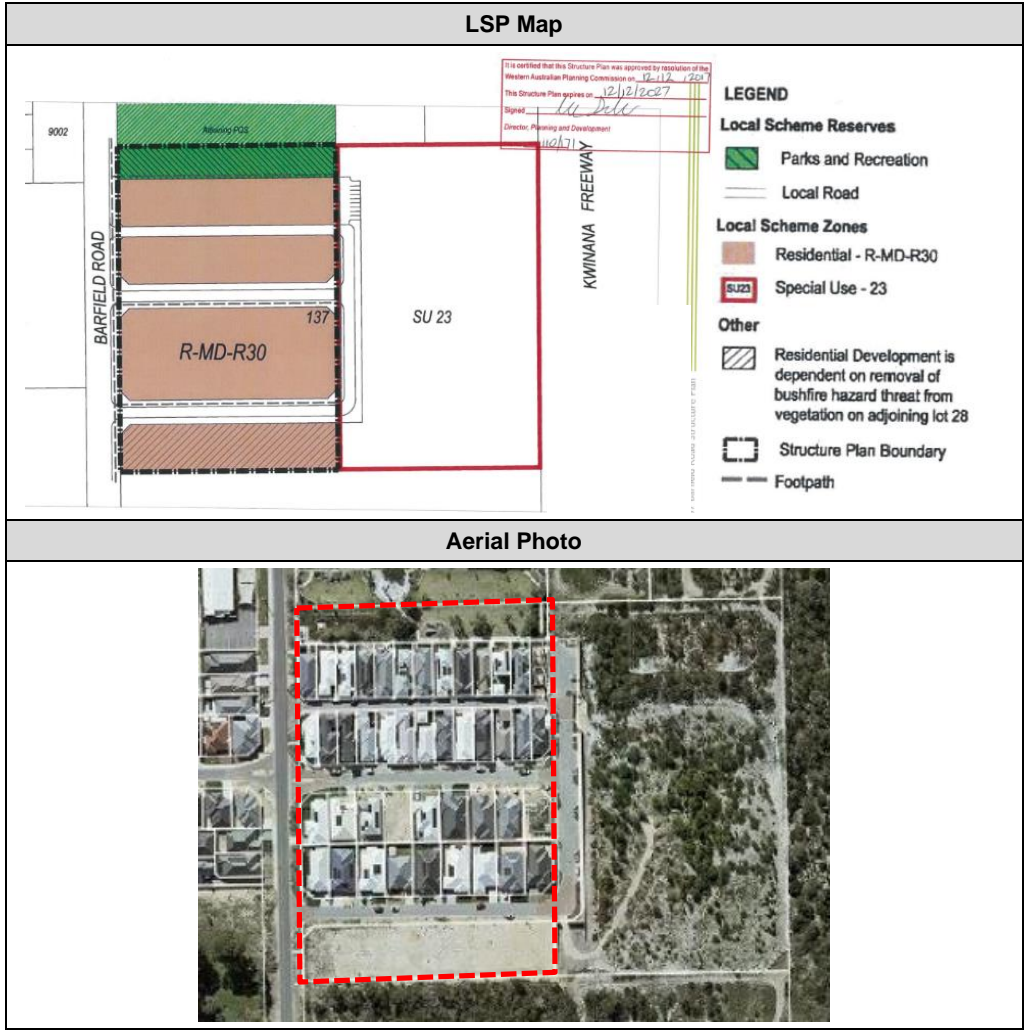 LSP Map
It is certified that this Structure Plan was approved by resolution of the
Western Australian Planning Commission on 12/12/2017
This Structure Plan expires on 12/12/2027
Signed
Director, Planning and Development
9002
Adjoining POS
BARFIELD ROAD
137
R-MD-R30
SU 23
KWINANA FREEWAY
LEGEND
Local Scheme Reserves
Parks and Recreation
Local Road
Local Scheme Zones
Residential - R-MD-R30
SU23
Special Use - 23
Other
Residential Development is
dependent on removal of
bushfire hazard threat from
vegetation on adjoining lot 28
Structure Plan Boundary
Footpath
Aerial Photo